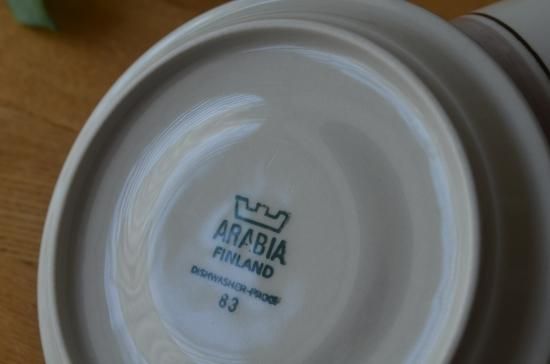 ARABIA
FINLAND
DISHWASHER-PROOF
83